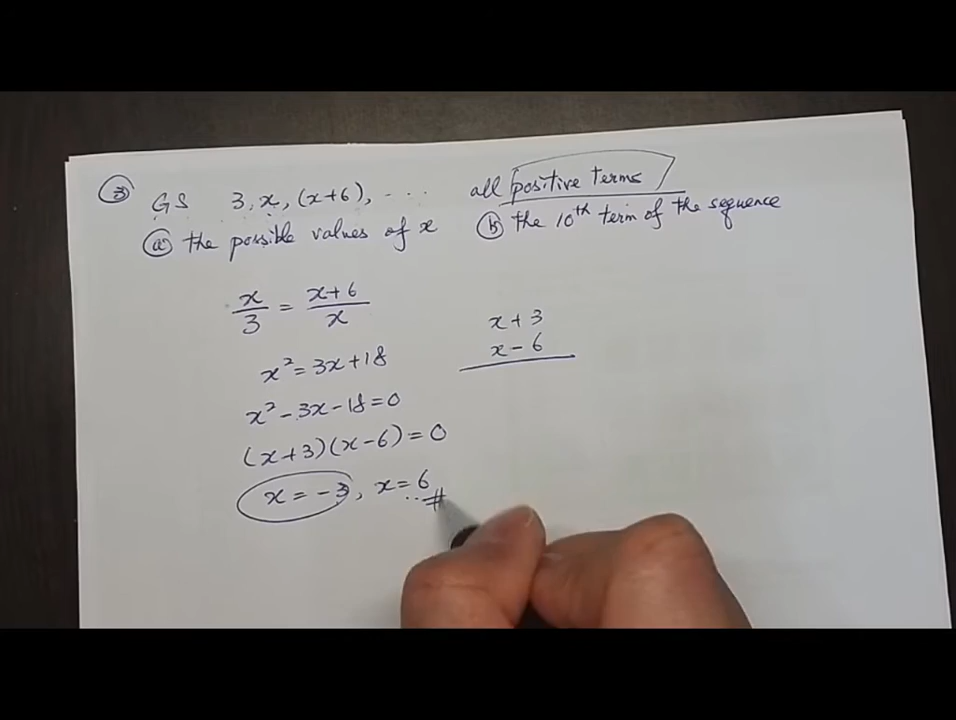 ③ GS 3, x, (x+6), ..... all positive terms
ⓐ the possible values of x ⓑ the 10th term of the sequence
x/3 = (x+6)/x
x² = 3x+18
x² - 3x - 18 = 0
(x+3)(x-6) = 0
x = -3, x = 6 #
x + 3
x - 6